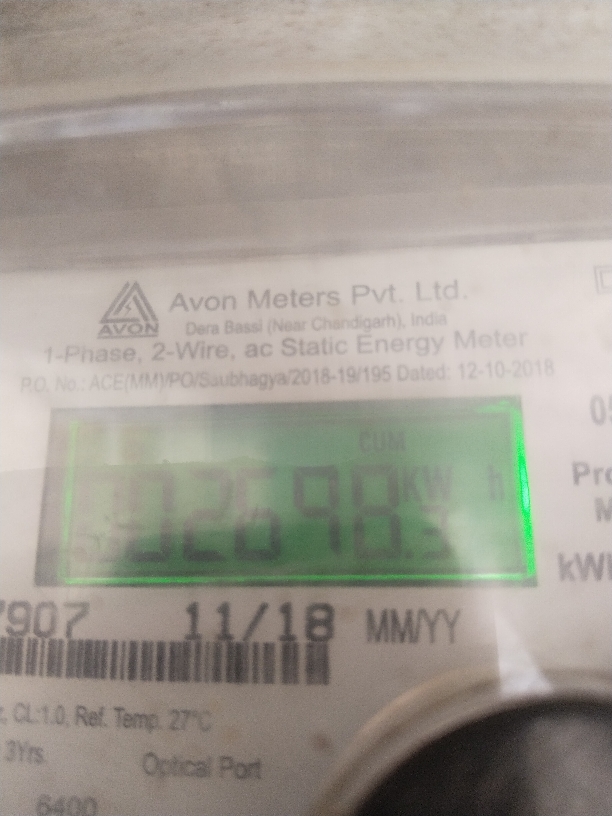 Avon Meters Pvt. Ltd.
AVON
Dera Bassi (Near Chandigarh), India
1-Phase, 2-Wire, ac Static Energy Meter
P.O. No.: ACE(MM)/PO/Saubhagya/2018-19/195 Dated: 12-10-2018
CUM
KW h
7907 11/18 MM/YY
CL:1.0, Ref. Temp. 27°C
3Yrs.
Optical Port
6400